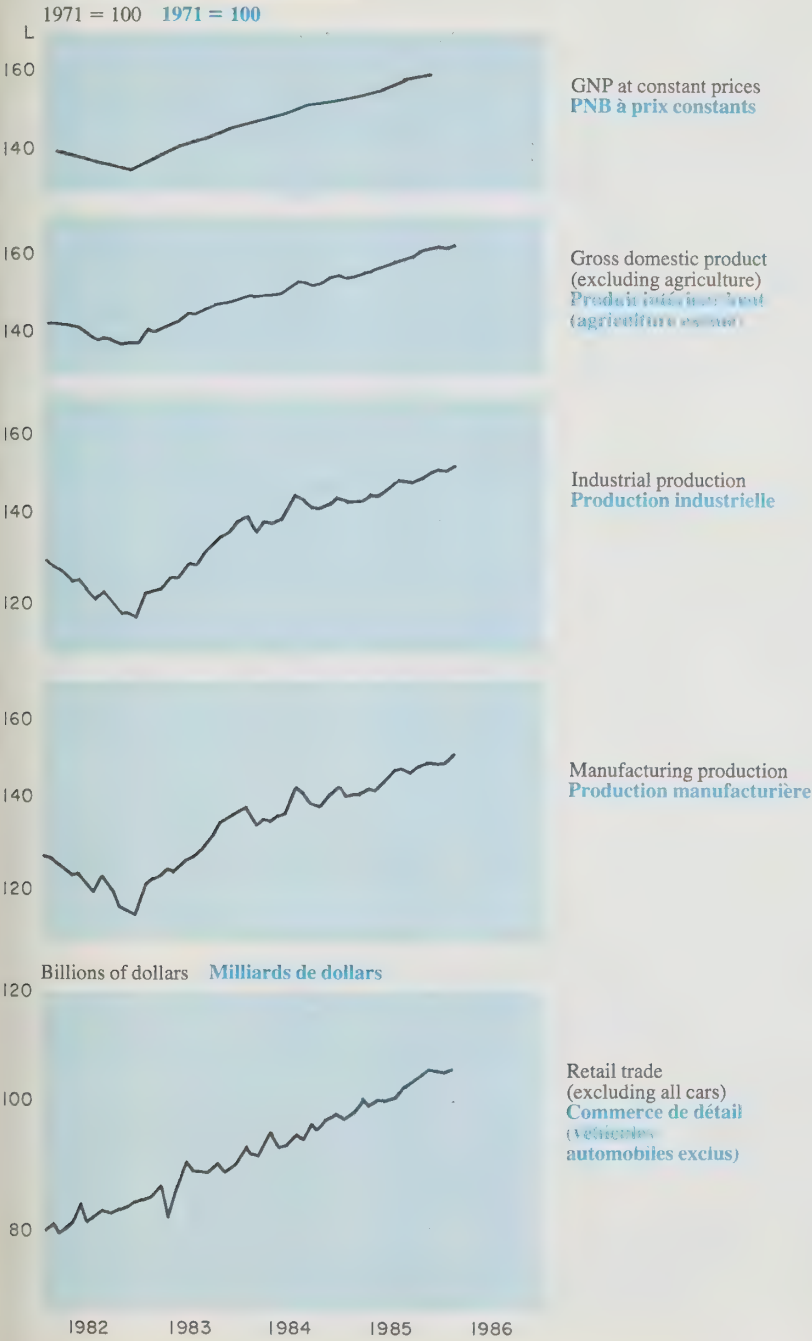 1971 = 100 1971 = 100
L
160
140
GNP at constant prices
PNB à prix constants
160
140
Gross domestic product
(excluding agriculture)
160
140
120
Industrial production
Production industrielle
160
140
120
Manufacturing production
Production manufacturière
Billions of dollars Milliards de dollars
120
100
80
Retail trade
(excluding all cars)
Commerce de détail
automobiles exclus)
1982 1983 1984 1985 1986